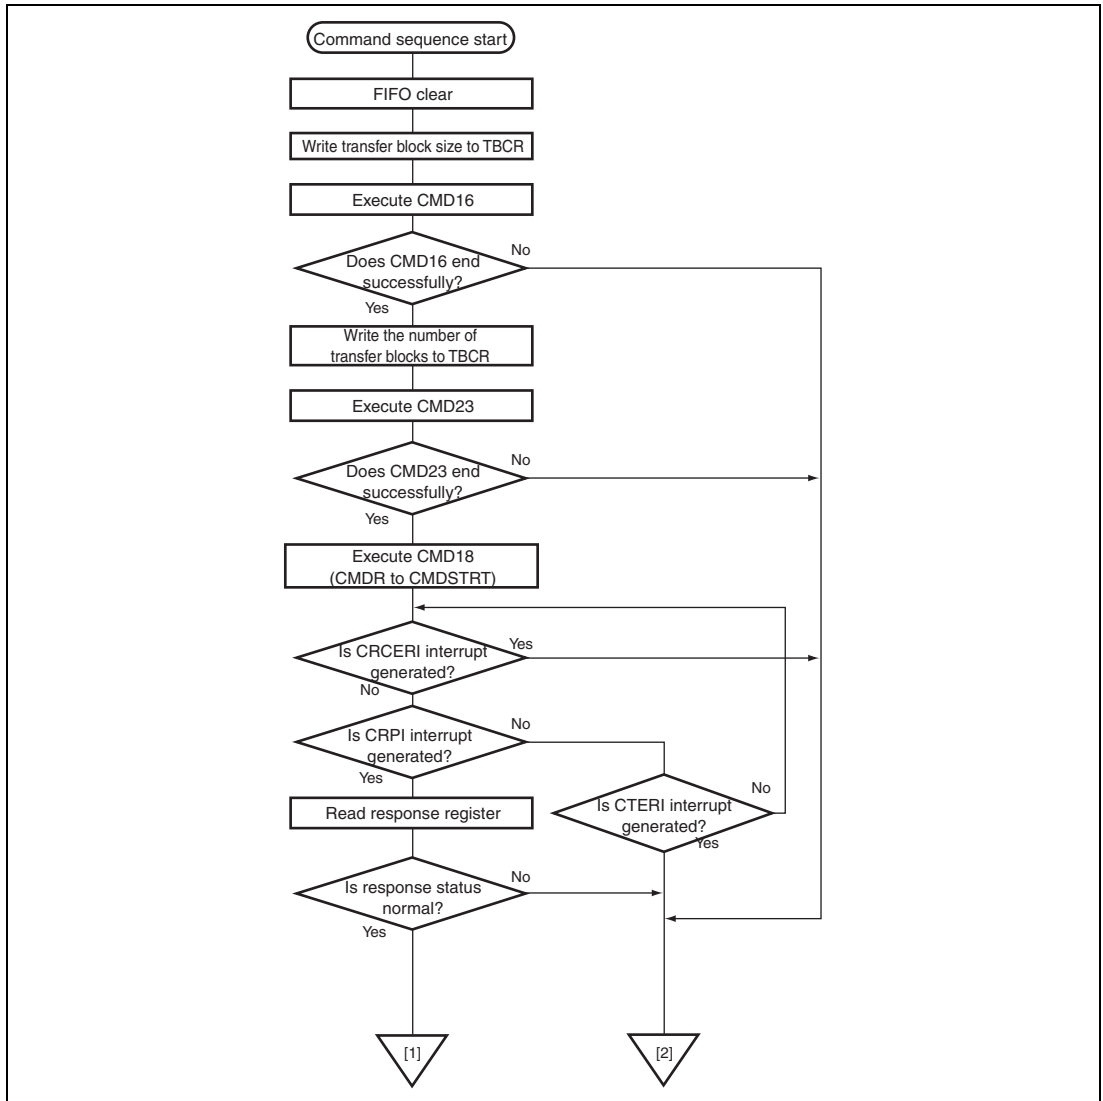 Command sequence start
FIFO clear
Write transfer block size to TBCR
Execute CMD16
No
Does CMD16 end
successfully?
Yes
Write the number of
transfer blocks to TBCR
Execute CMD23
No
Does CMD23 end
successfully?
Yes
Execute CMD18
(CMDR to CMDSTRT)
Yes
Is CRCERI interrupt
generated?
No
No
Is CRPI interrupt
generated?
Yes
No
Is CTERI interrupt
generated?
Yes
Read response register
No
Is response status
normal?
Yes
[1]
[2]